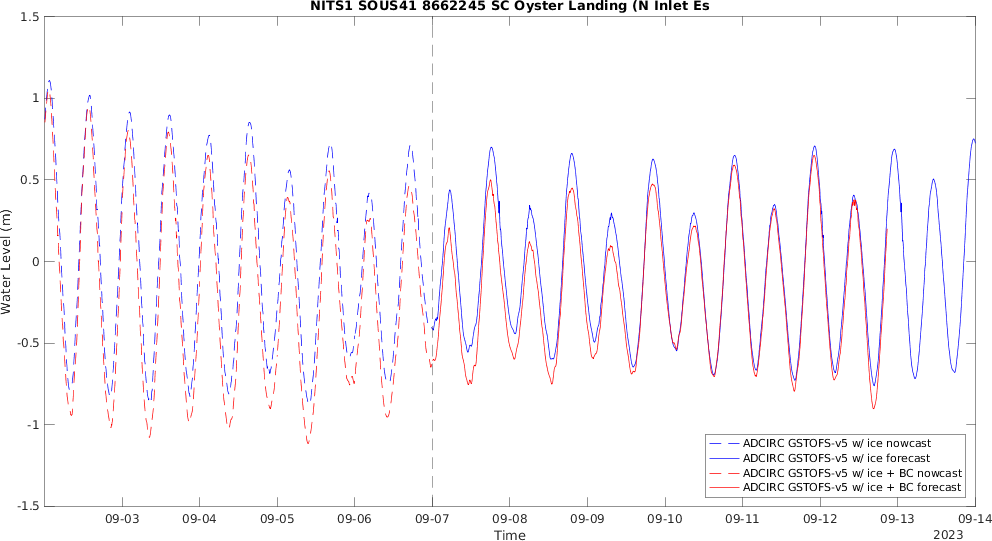 NITS1 SOUS41 8662245 SC Oyster Landing (N Inlet Es
1.5
1
0.5
0
-0.5
-1
-1.5
Water Level (m)
09-03 09-04 09-05 09-06 09-07 09-08 09-09 09-10 09-11 09-12 09-13 09-14
Time
2023
ADCIRC GSTOFS-v5 w/ ice nowcast
ADCIRC GSTOFS-v5 w/ ice forecast
ADCIRC GSTOFS-v5 w/ ice + BC nowcast
ADCIRC GSTOFS-v5 w/ ice + BC forecast